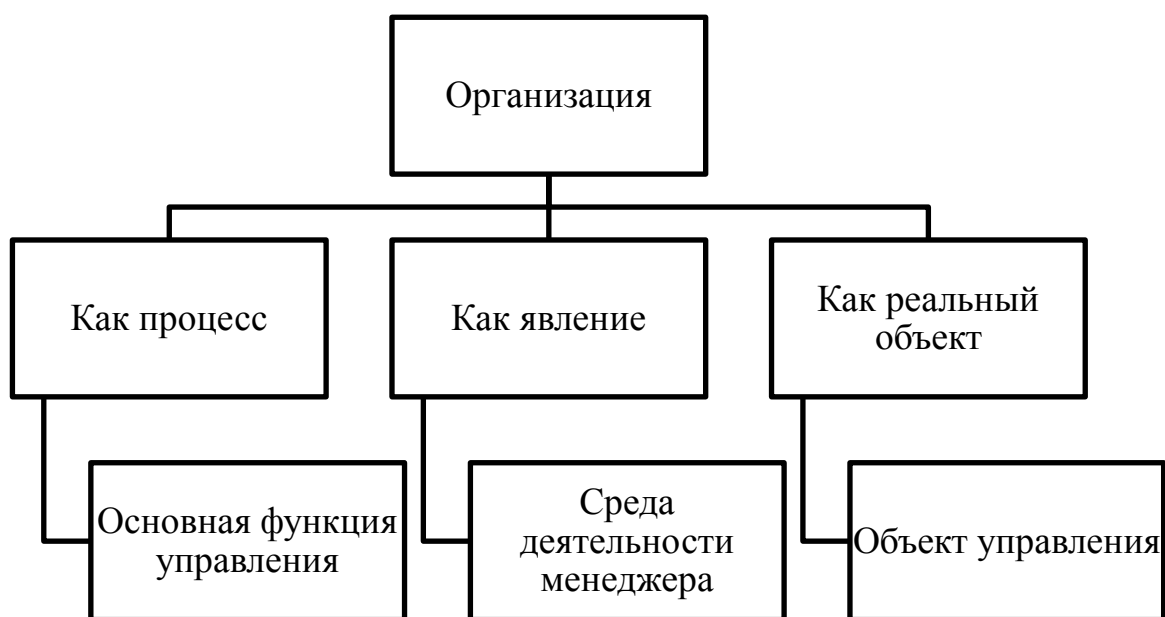 Организация
Как процесс
Как явление
Как реальный
объект
Основная функция
управления
Среда
деятельности
менеджера
Объект управления